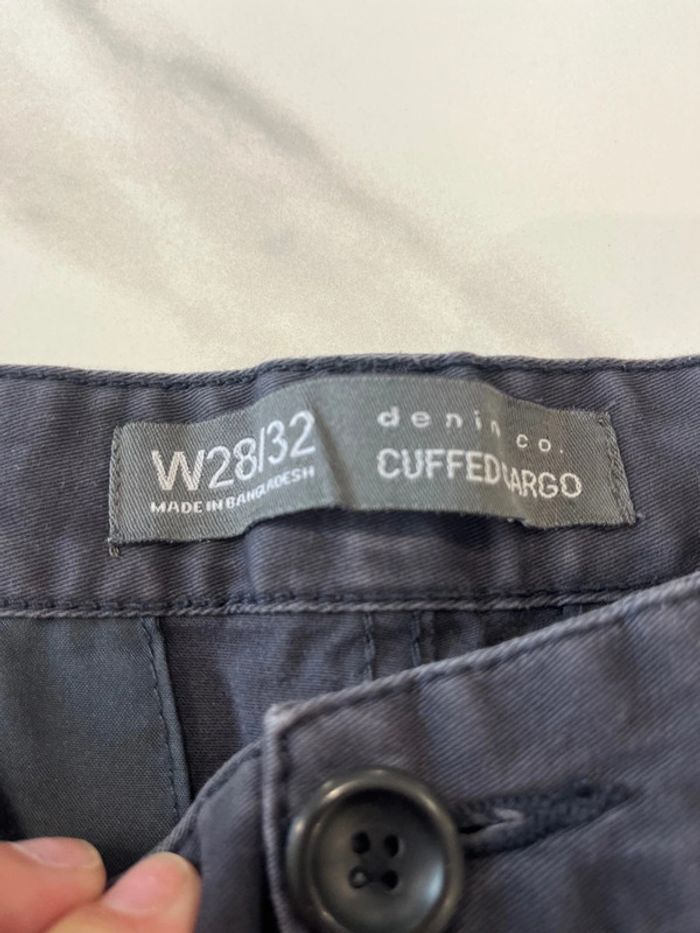 W28/32
MADE IN BANGLADESH
denim co.
CUFFED CARGO